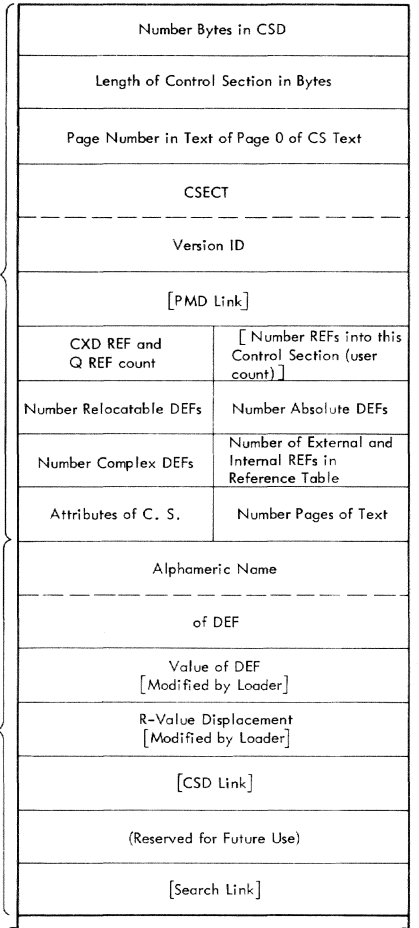 Number Bytes in CSD
Length of Control Section in Bytes
Page Number in Text of Page 0 of CS Text
CSECT
Version ID
[PMD Link]
CXD REF and
Q REF count
[ Number REFs into this
Control Section (user
count) ]
Number Relocatable DEFs
Number Absolute DEFs
Number Complex DEFs
Number of External and
Internal REFs in
Reference Table
Attributes of C. S.
Number Pages of Text
Alphameric Name
of DEF
Value of DEF
[Modified by Loader]
R-Value Displacement
[Modified by Loader]
[CSD Link]
(Reserved for Future Use)
[Search Link]